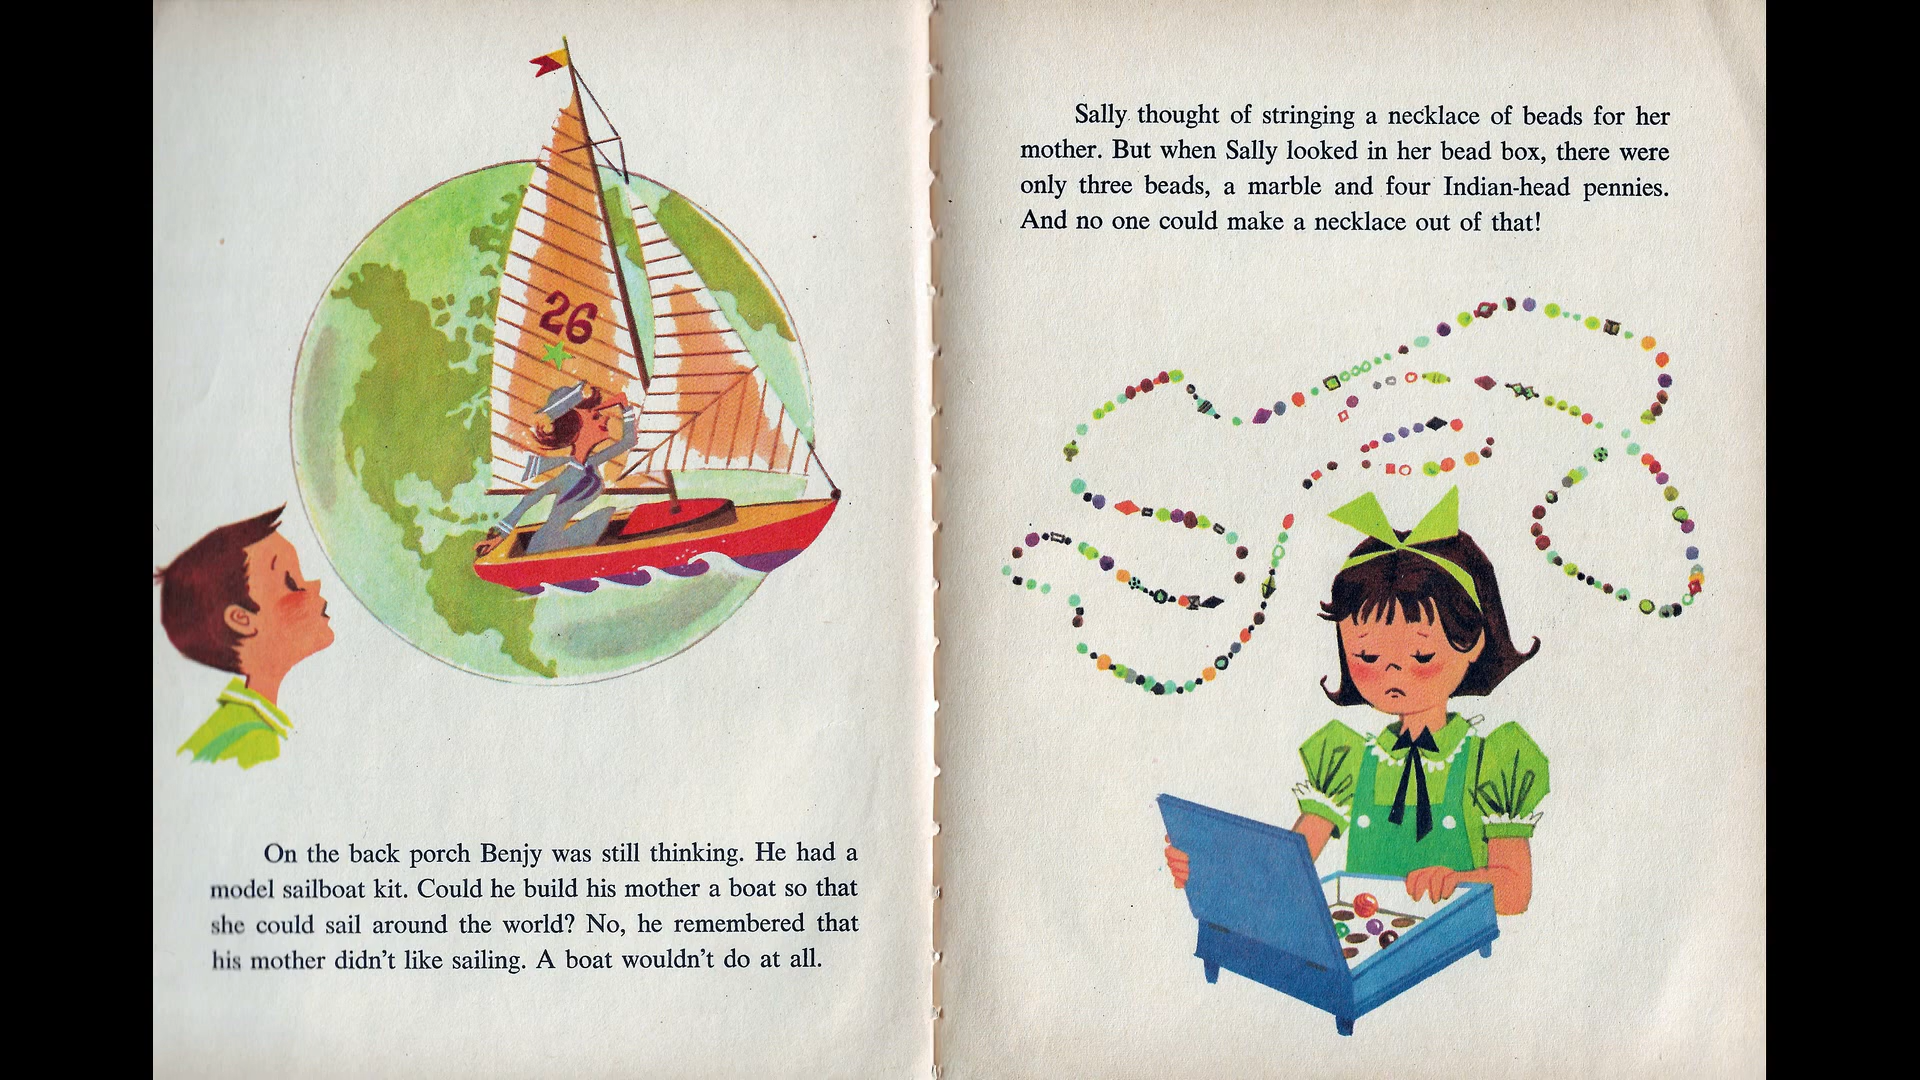 26
On the back porch Benjy was still thinking. He had a
model sailboat kit. Could he build his mother a boat so that
she could sail around the world? No, he remembered that
his mother didn't like sailing. A boat wouldn't do at all.
Sally thought of stringing a necklace of beads for her
mother. But when Sally looked in her bead box, there were
only three beads, a marble and four Indian-head pennies.
And no one could make a necklace out of that!